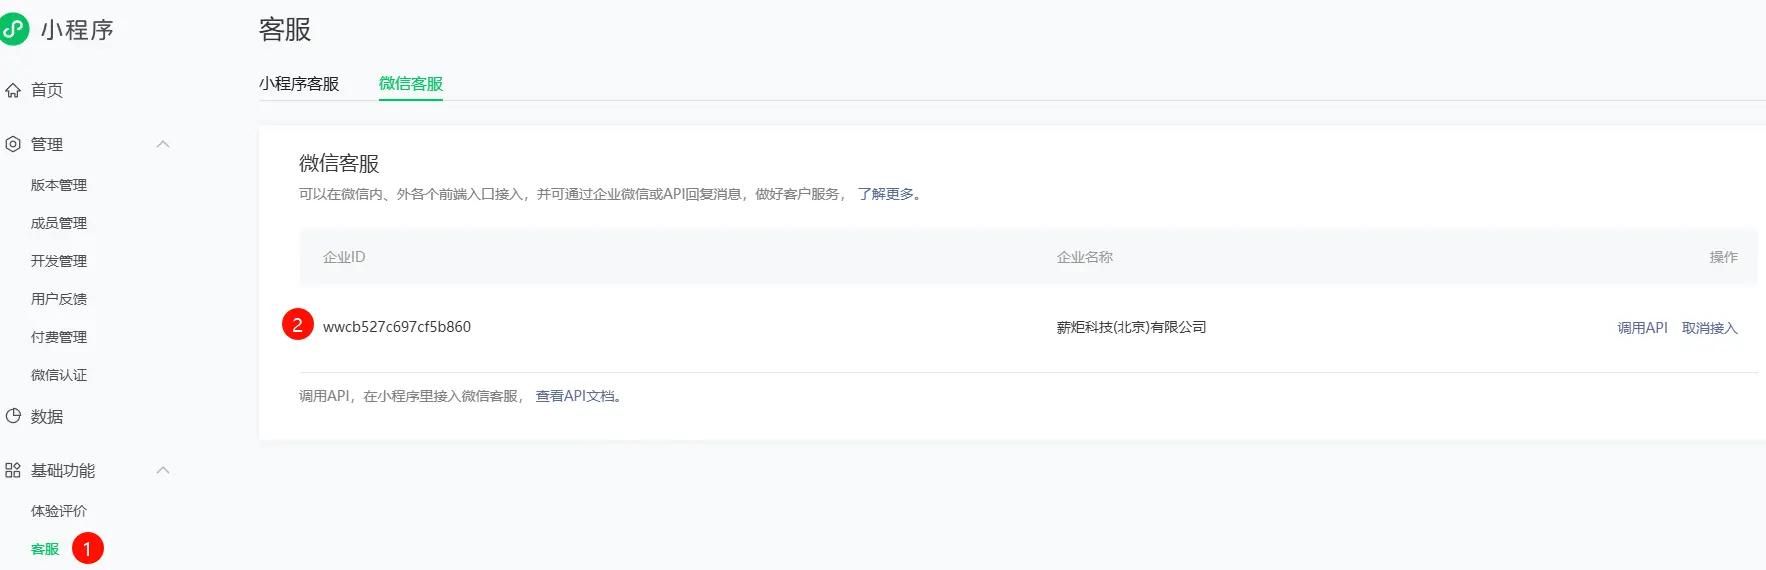 小程序
首页
管理
版本管理
成员管理
开发管理
用户反馈
付费管理
微信认证
数据
基础功能
体验评价
客服 1
客服
小程序客服 微信客服
微信客服
可以在微信内、外各个前端入口接入，并可通过企业微信或API回复消息，做好客户服务， 了解更多。
企业ID 企业名称 操作
2 wwcb527c697cf5b860 薪炬科技(北京)有限公司 调用API 取消接入
调用API，在小程序里接入微信客服， 查看API文档。